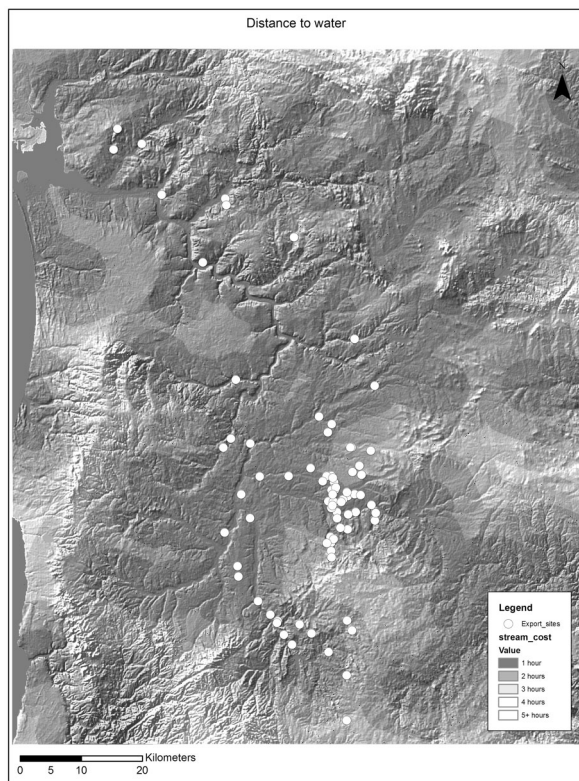 Distance to water
N
Legend
Export_sites
stream_cost
Value
1 hour
2 hours
3 hours
4 hours
5+ hours
Kilometers
0 5 10 20